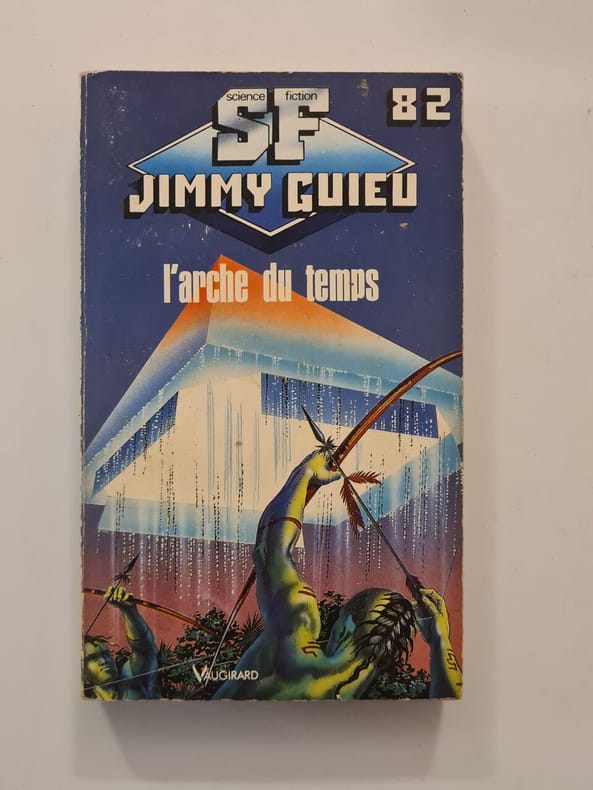 science fiction
SF
82
JIMMY GUIEU
l'arche du temps
VAUGIRARD